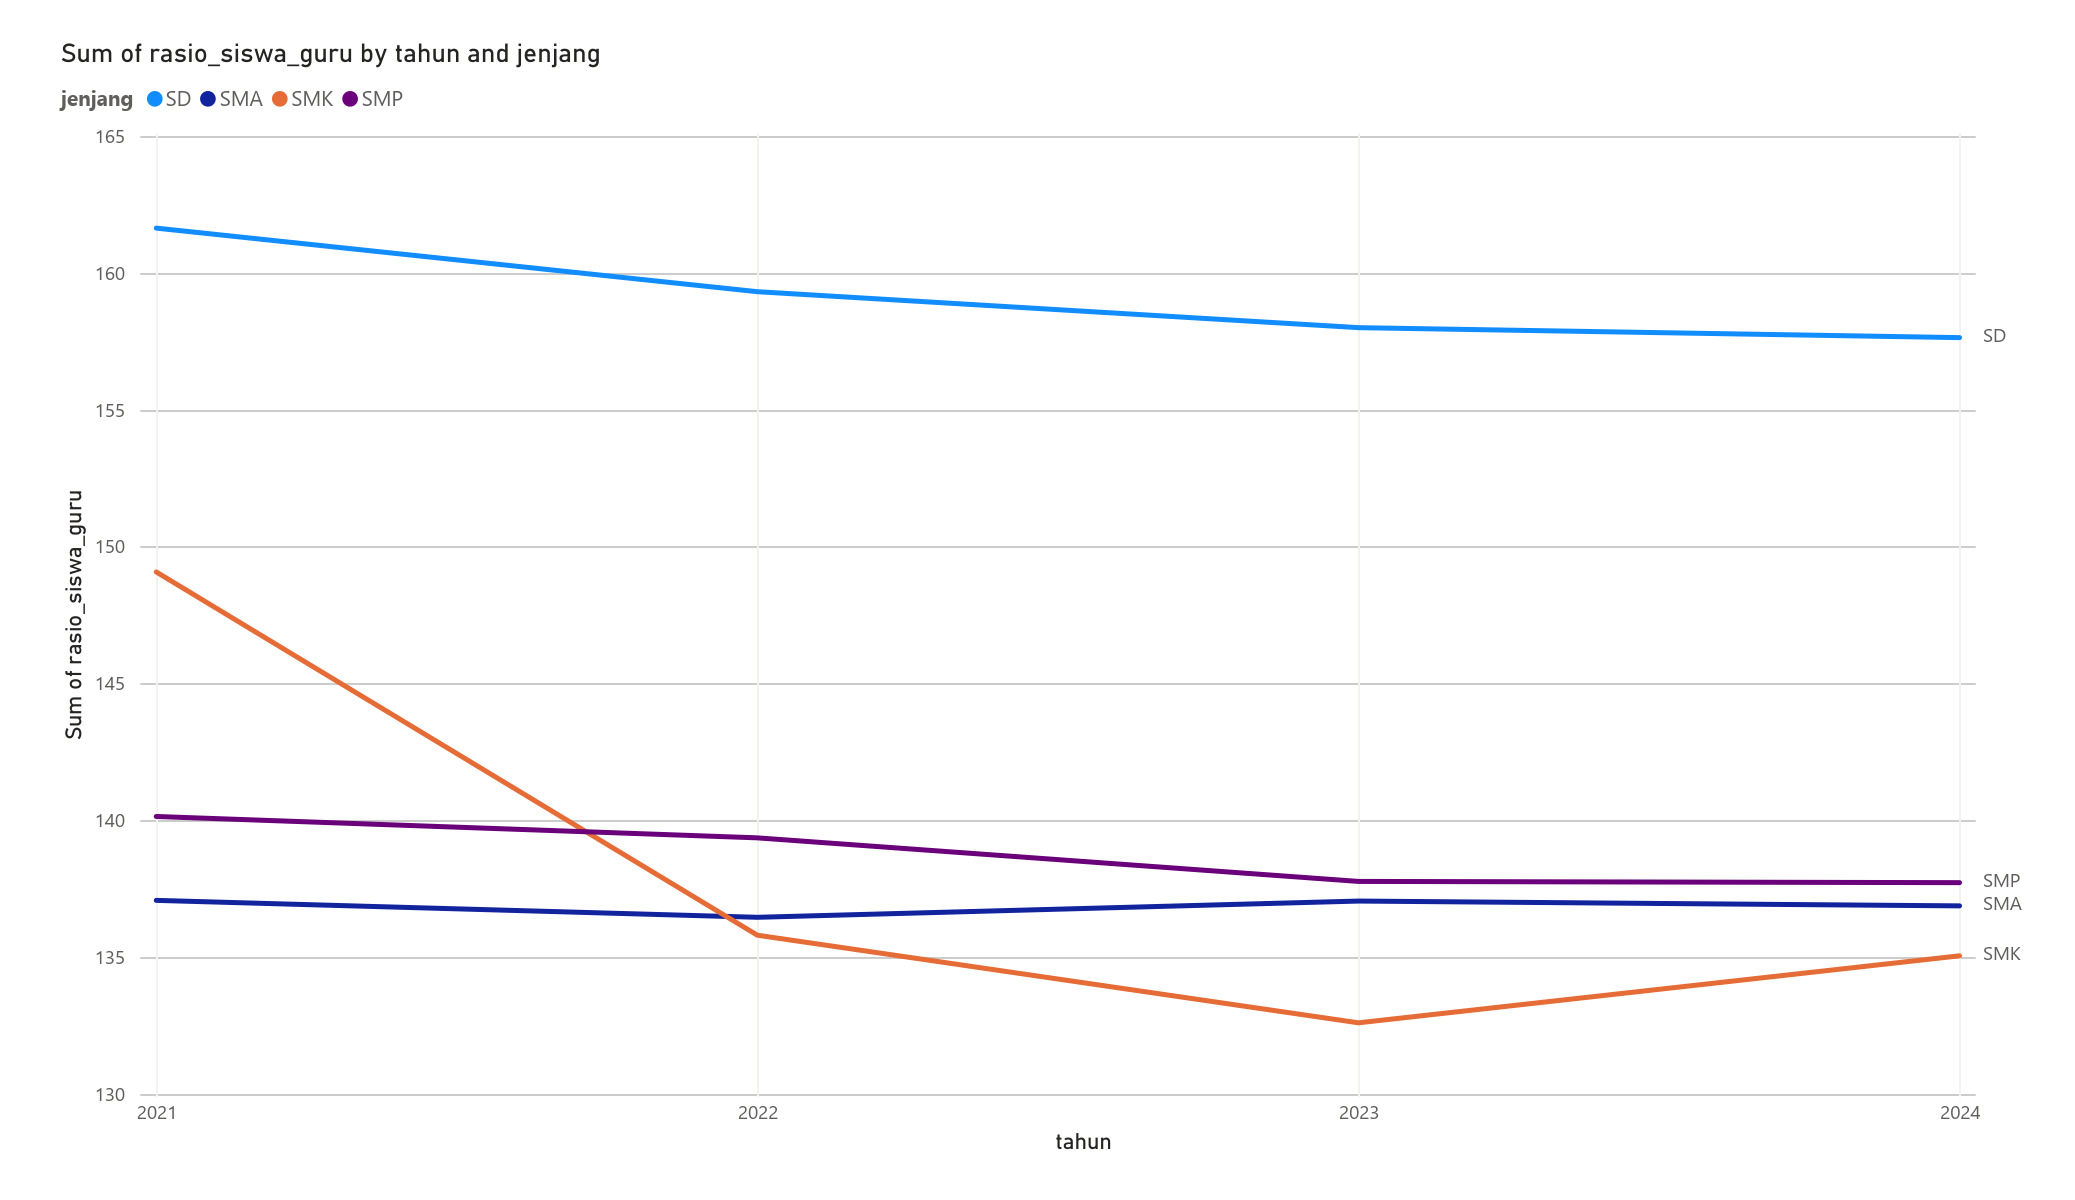 Sum of rasio_siswa_guru by tahun and jenjang
jenjang SD SMA SMK SMP
165
160
155
150
145
140
135
130
Sum of rasio_siswa_guru
SD
SMP
SMA
SMK
2021 2022 2023 2024
tahun